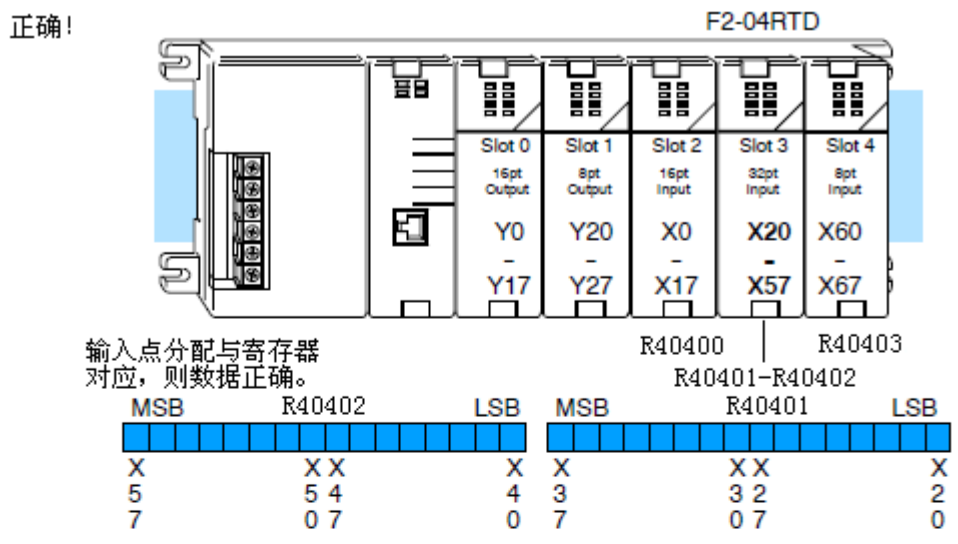 正确!
F2-04RTD
Slot 0 Slot 1 Slot 2 Slot 3 Slot 4
16pt 8pt 16pt 32pt 8pt
Output Output Input Input Input
Y0 Y20 X0 X20 X60
- - - - -
Y17 Y27 X17 X57 X67
R40400 R40403
输入点分配与寄存器
对应，则数据正确。
R40401-R40402
MSB R40402 LSB MSB R40401 LSB
X X X X X X X X
5 5 4 4 3 3 2 2
7 0 7 0 7 0 7 0